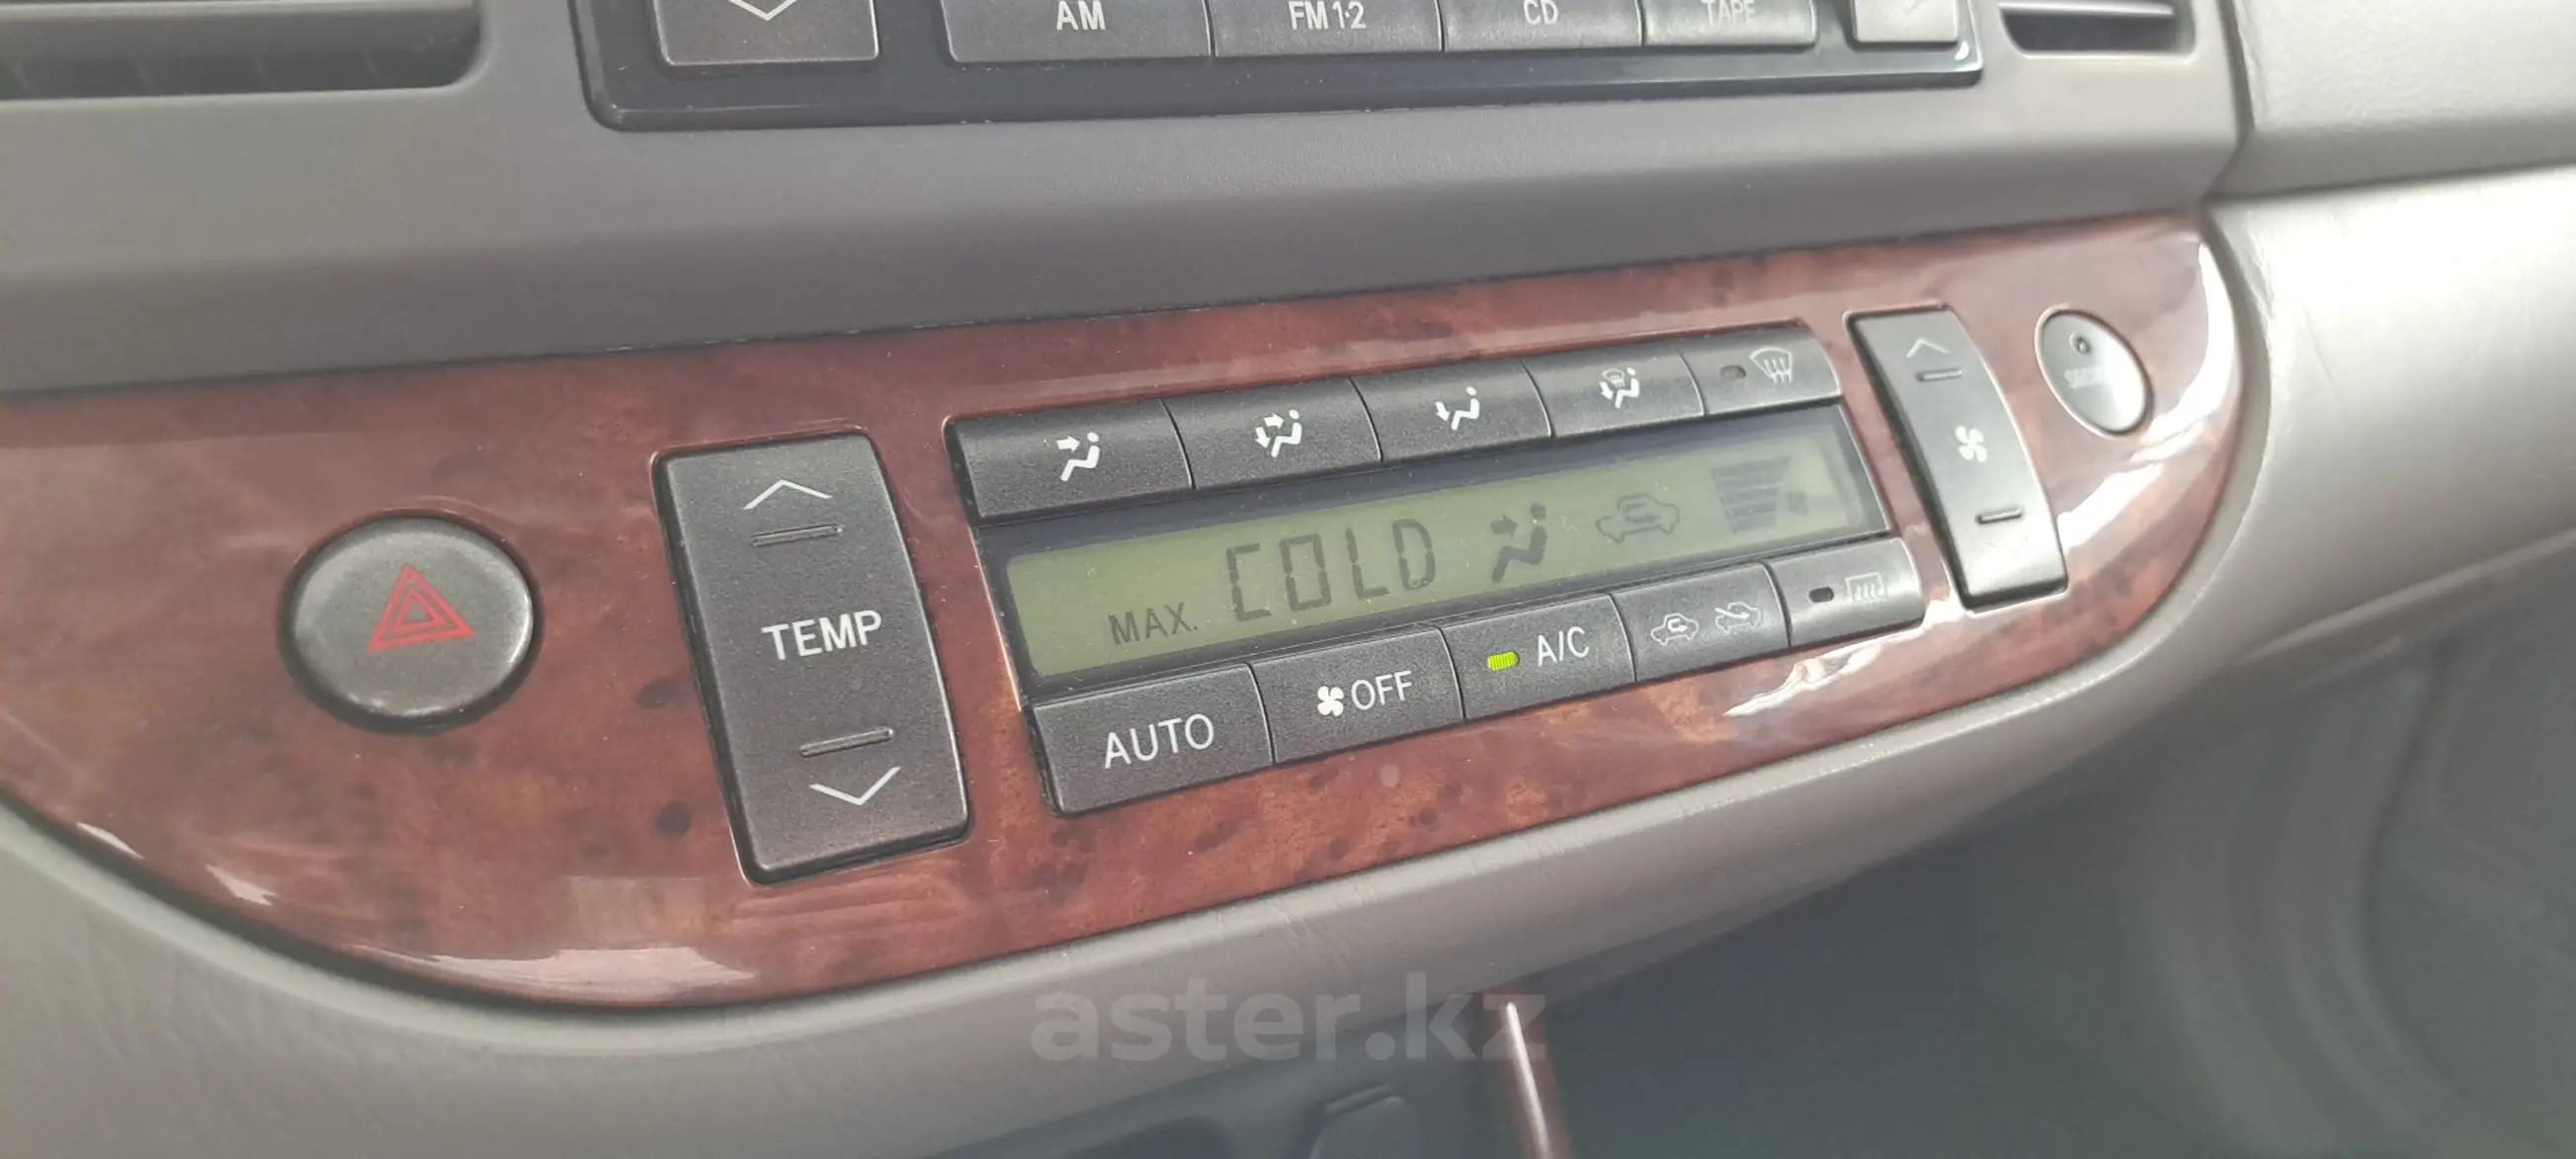 AM
FM 1·2
CD
TAPE
TEMP
MAX. COLD
AUTO
OFF
A/C
aster.kz